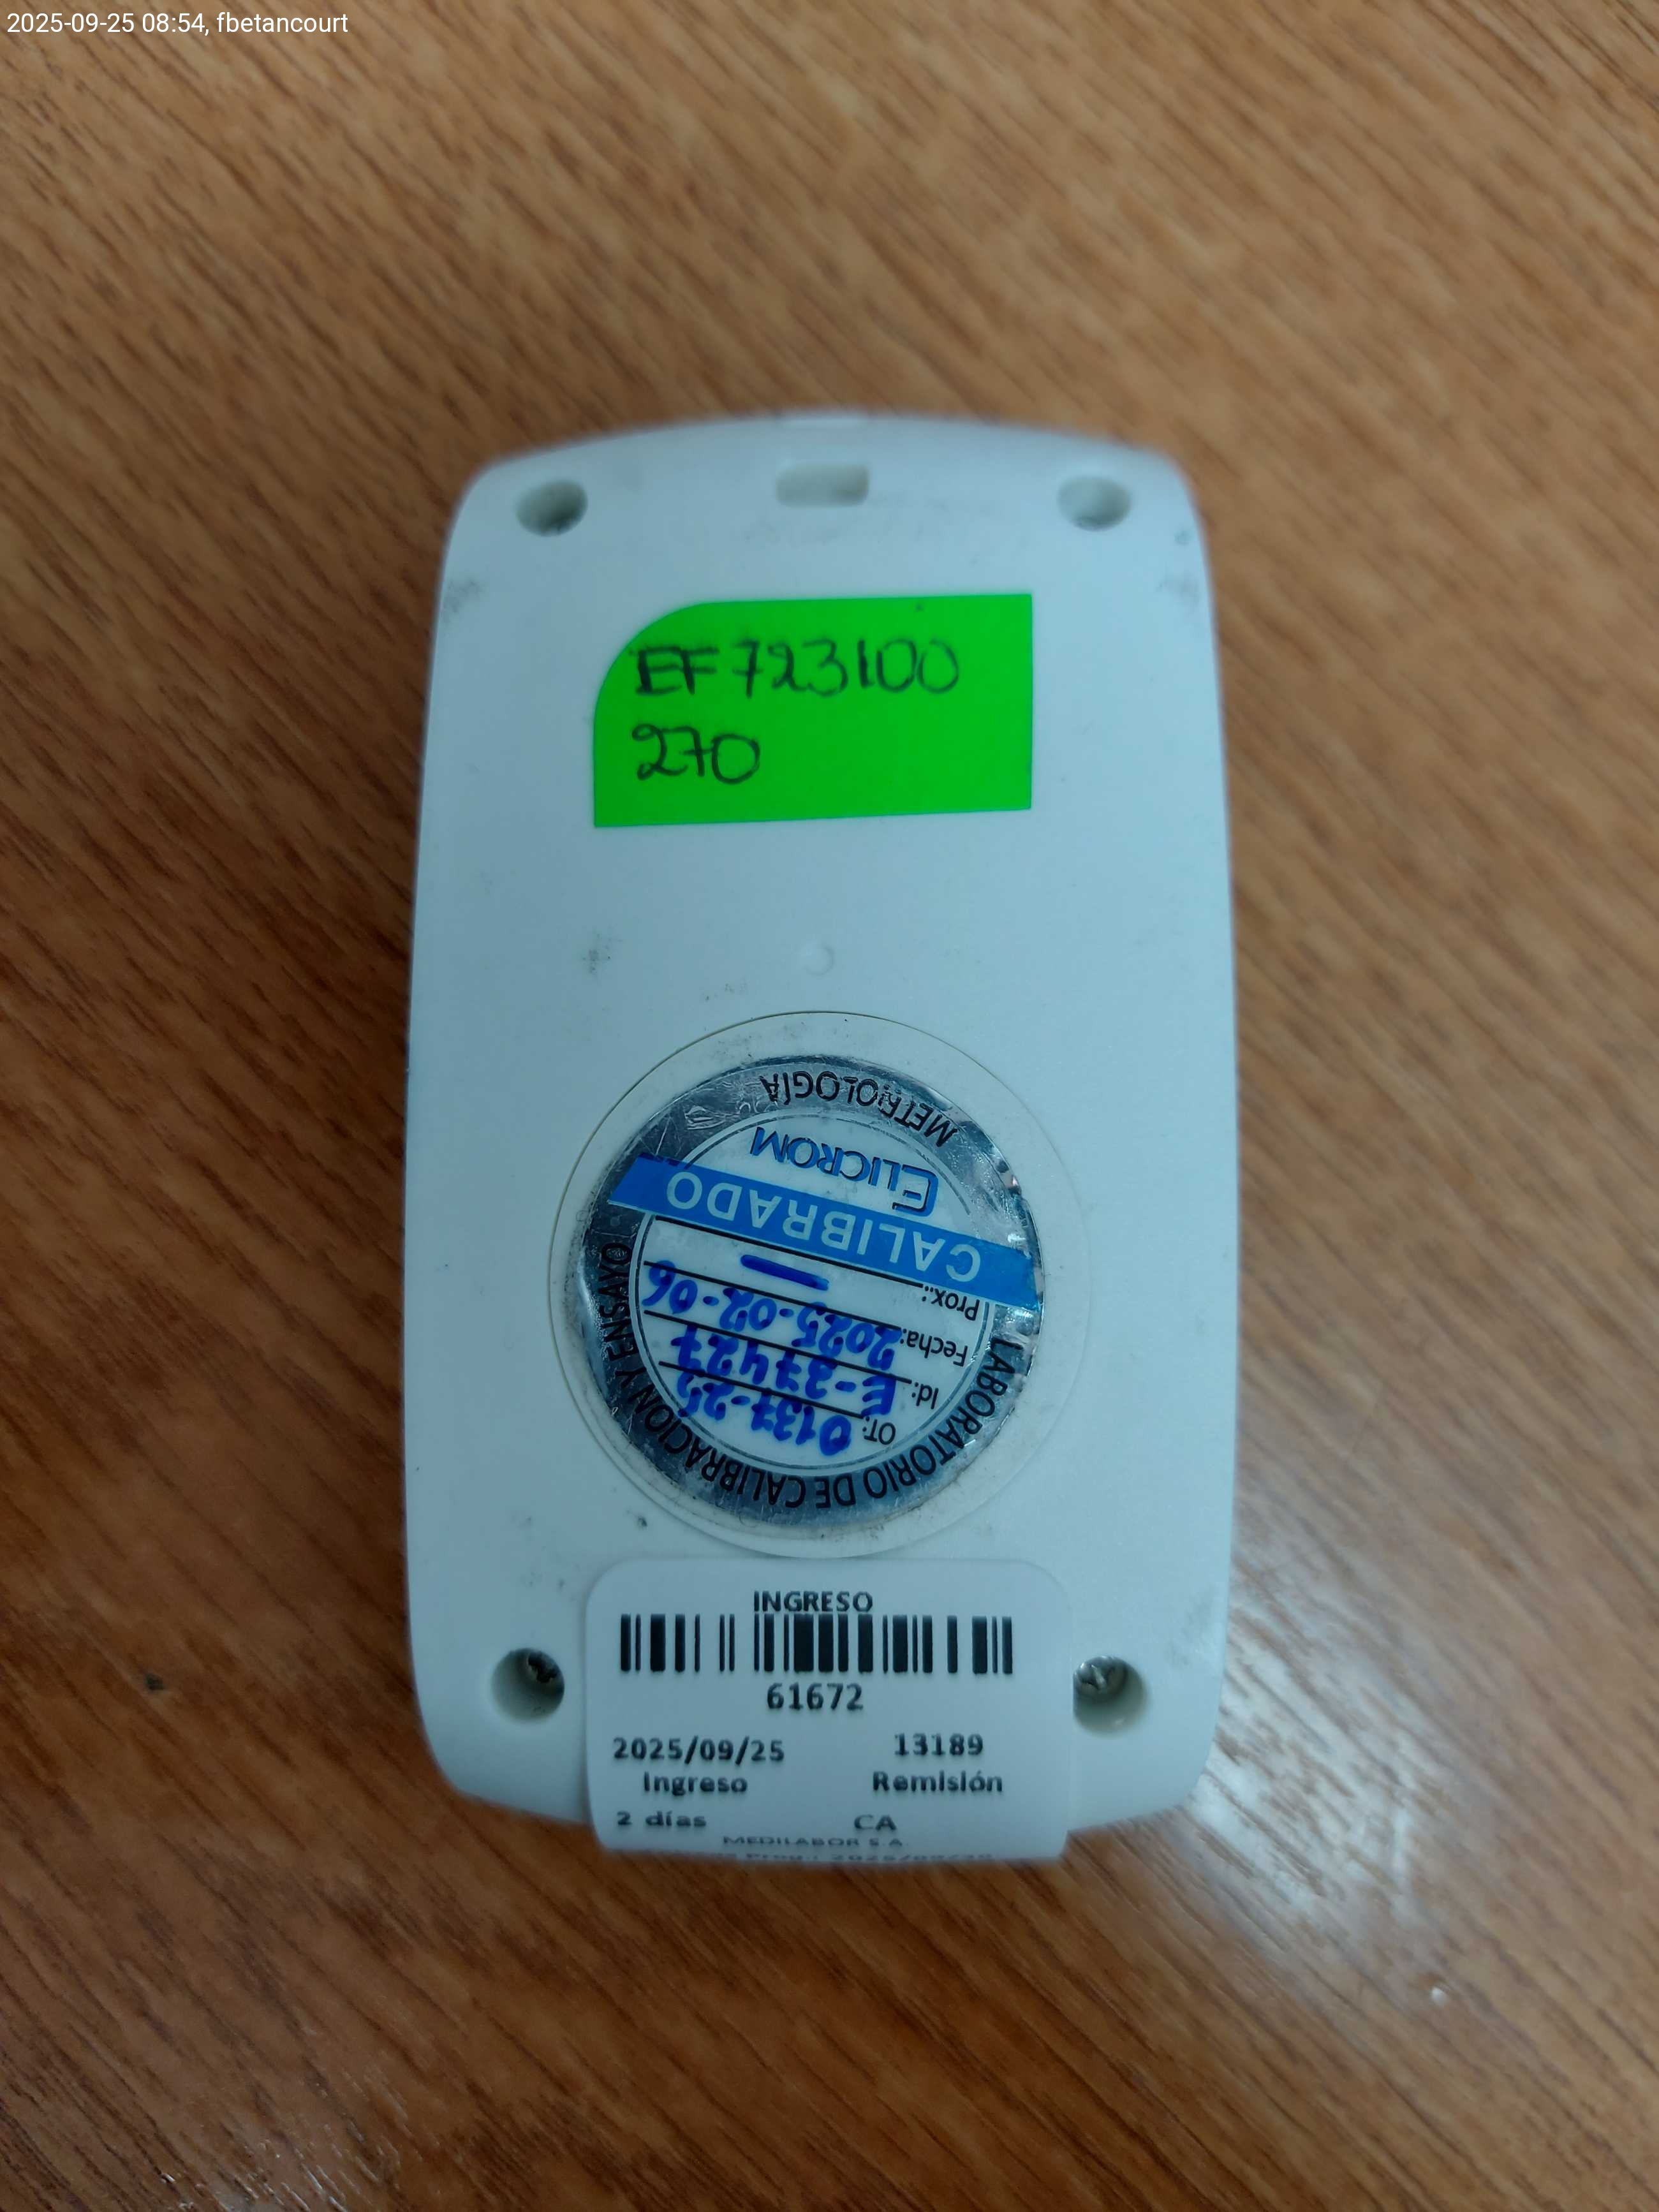 2025-09-25 08:54, fbetancourt
EF723100
270
METROLOGÍA
ELICROM
CALIBRADO
Prox.: —
Fecha: 2025-02-06
Id: E-37427
OT: 0137-25
LABORATORIO DE CALIBRACIÓN Y ENSAYO
INGRESO
61672
2025/09/25 13189
Ingreso Remisión
2 días CA
MEDILABOR S.A.